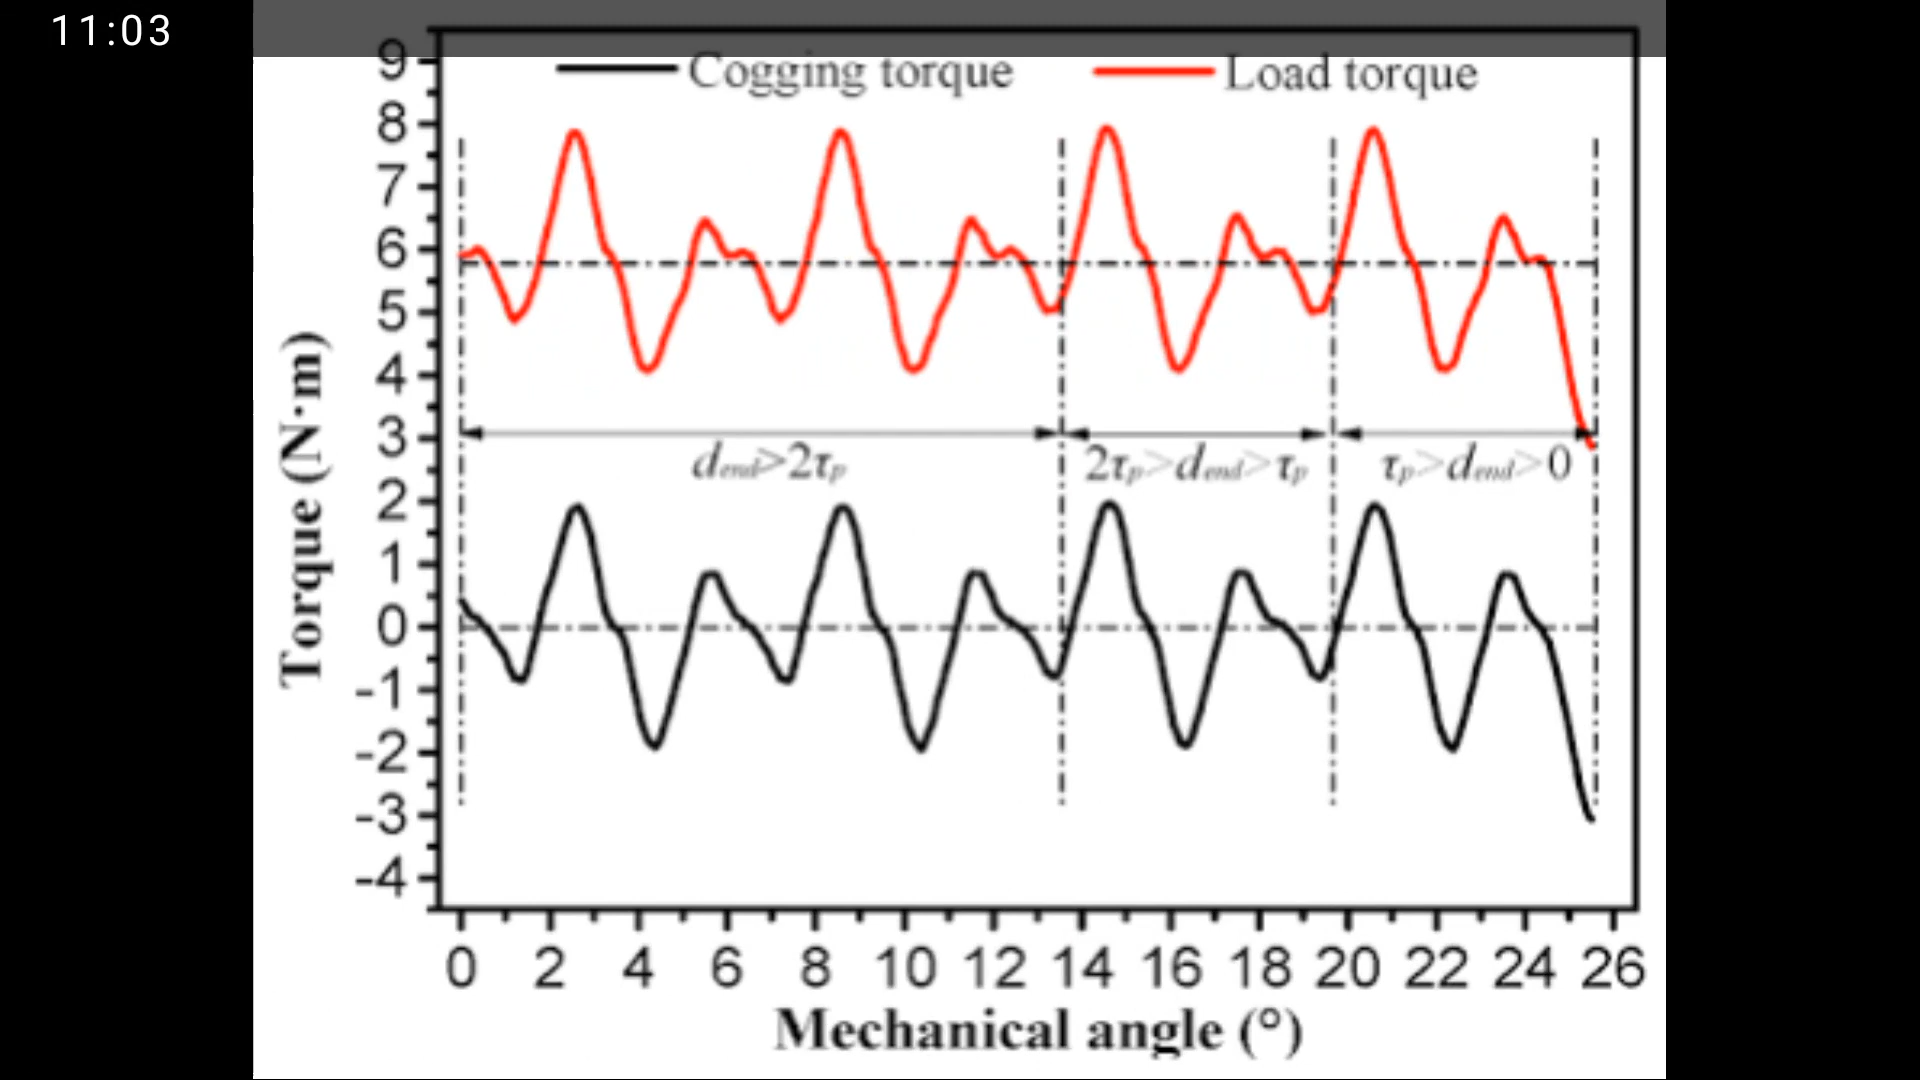 11:03
Cogging torque
Load torque
9
8
7
6
5
4
3
2
1
0
-1
-2
-3
-4
Torque (N·m)
dend>2τp
2τp>dend>τp
τp>dend>0
0 2 4 6 8 10 12 14 16 18 20 22 24 26
Mechanical angle (°)